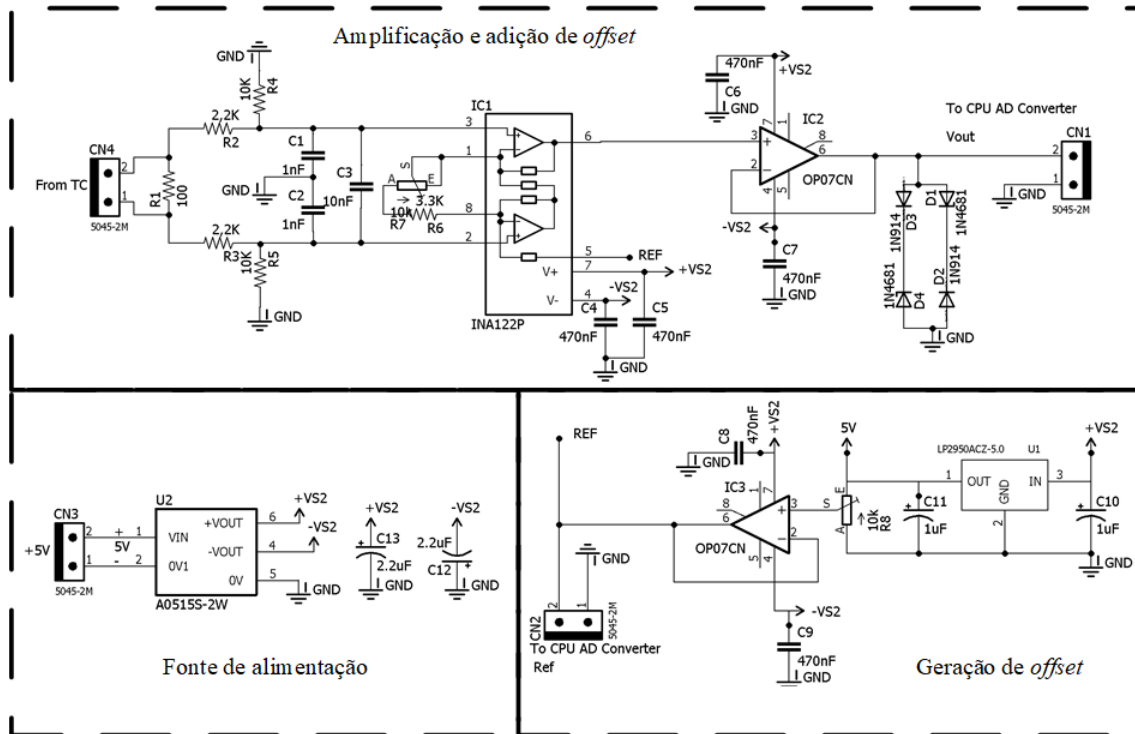 Amplificação e adição de offset
GND
10K
R4
2,2K
R2
CN4
2
1
From TC
5045-2M
R1
100
C1
1nF
GND
C2
1nF
C3
10nF
2,2K
R3
10K
R5
GND
S
A
E
3.3K
10k
R7
R6
IC1
3
1
8
2
6
5
REF
7
+VS2
V+
V-
4
-VS2
INA122P
C4
470nF
C5
470nF
GND
470nF
C6
GND
+VS2
7
1
IC2
3
8
6
2
OP07CN
4
5
-VS2
C7
470nF
GND
To CPU AD Converter
Vout
CN1
2
1
GND
5045-2M
D1
1N4681
1N914
D3
D2
1N914
1N4681
D4
GND
CN3
2
1
+5V
5045-2M
+
5V
-
U2
1
2
VIN
0V1
+VOUT
-VOUT
0V
6
4
5
+VS2
-VS2
GND
A0515S-2W
+VS2
C13
2.2uF
GND
-VS2
2.2uF
C12
GND
Fonte de alimentação
REF
C8
470nF
GND
+VS2
IC3
1
7
8
6
3
2
OP07CN
5
4
-VS2
C9
470nF
GND
GND
CN2
2
1
5045-2M
To CPU AD Converter
Ref
5V
S
E
A
10k
R8
C11
1uF
LP2950ACZ-5.0
U1
1
OUT
GND
IN
3
2
+VS2
C10
1uF
GND
Geração de offset